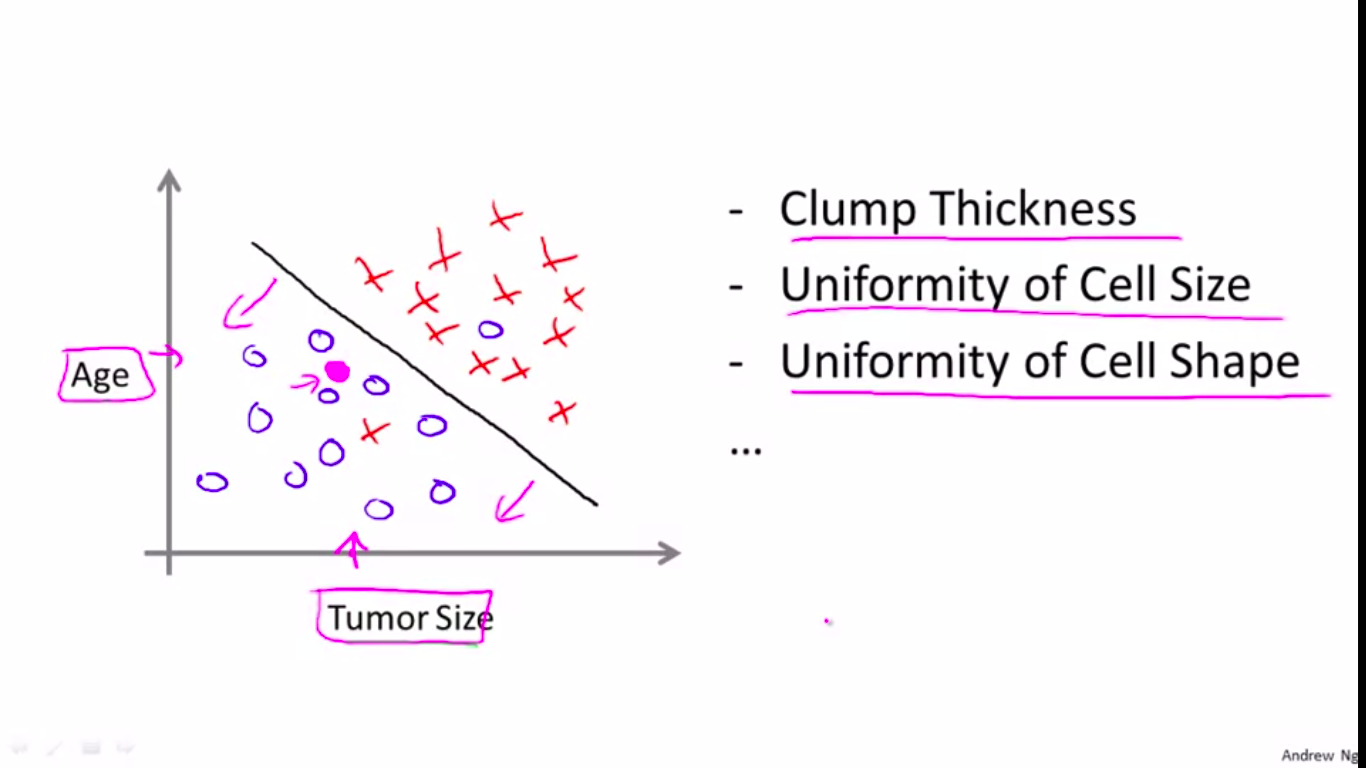 - Clump Thickness
- Uniformity of Cell Size
- Uniformity of Cell Shape
...
Age
Tumor Size
Andrew Ng